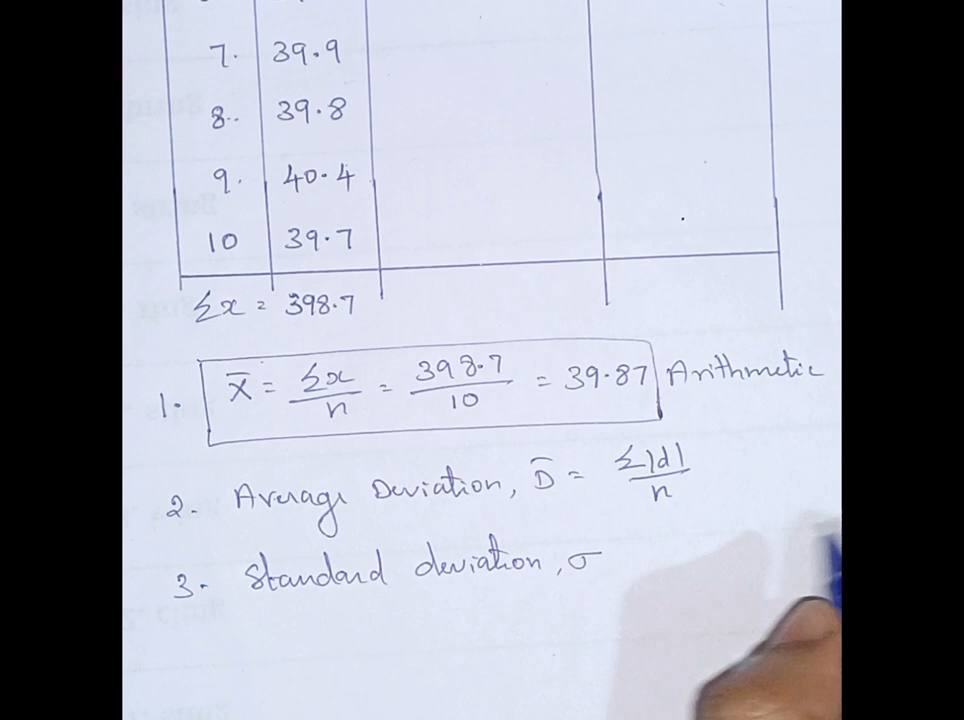 7. 39.9
8.. 39.8
9. 40.4
10 39.7
Σx = 398.7
1. X̄ = Σx/n = 398.7/10 = 39.87 Arithmetic
2. Average Deviation, D̄ = Σ|d|/n
3. Standard deviation, σ